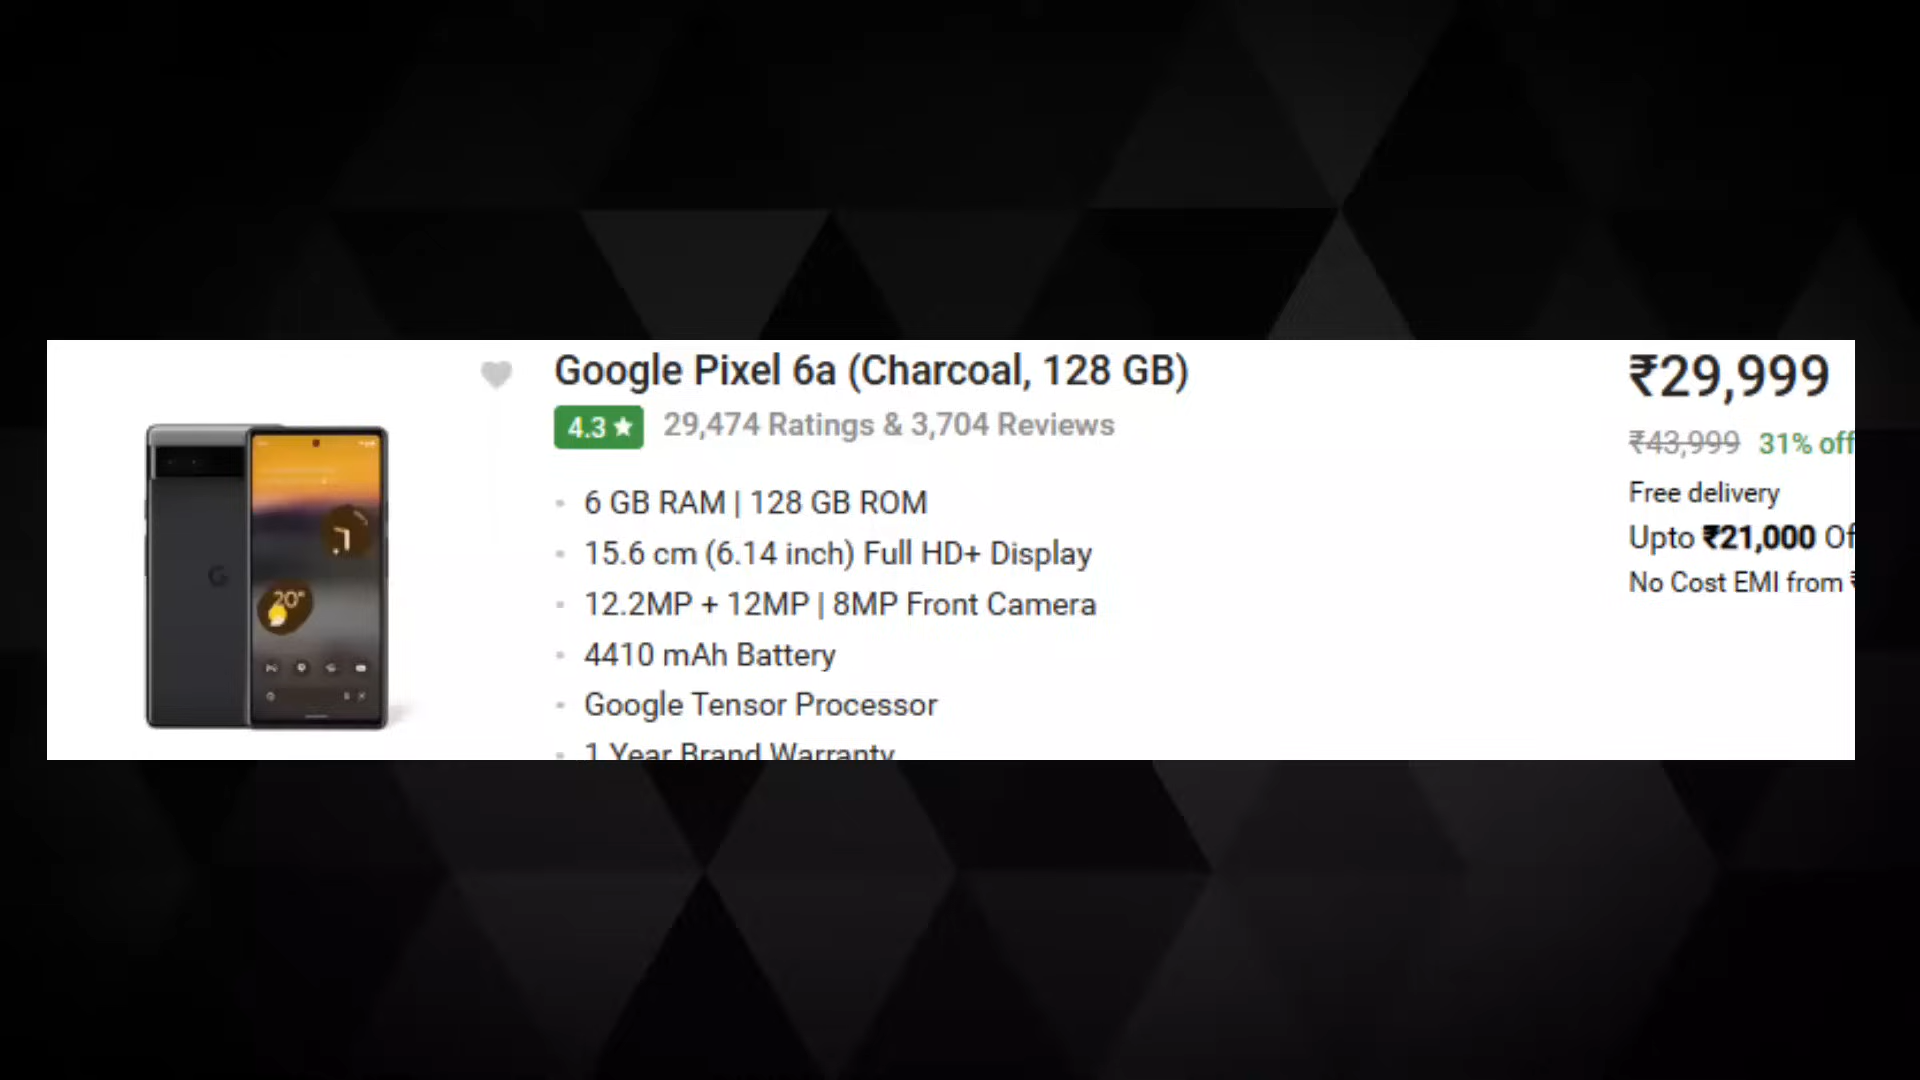 Google Pixel 6a (Charcoal, 128 GB)
4.3★ 29,474 Ratings & 3,704 Reviews
6 GB RAM | 128 GB ROM
15.6 cm (6.14 inch) Full HD+ Display
12.2MP + 12MP | 8MP Front Camera
4410 mAh Battery
Google Tensor Processor
1 Year Brand Warranty
₹29,999
₹43,999 31% off
Free delivery
Upto ₹21,000 Of
No Cost EMI from
G
20°